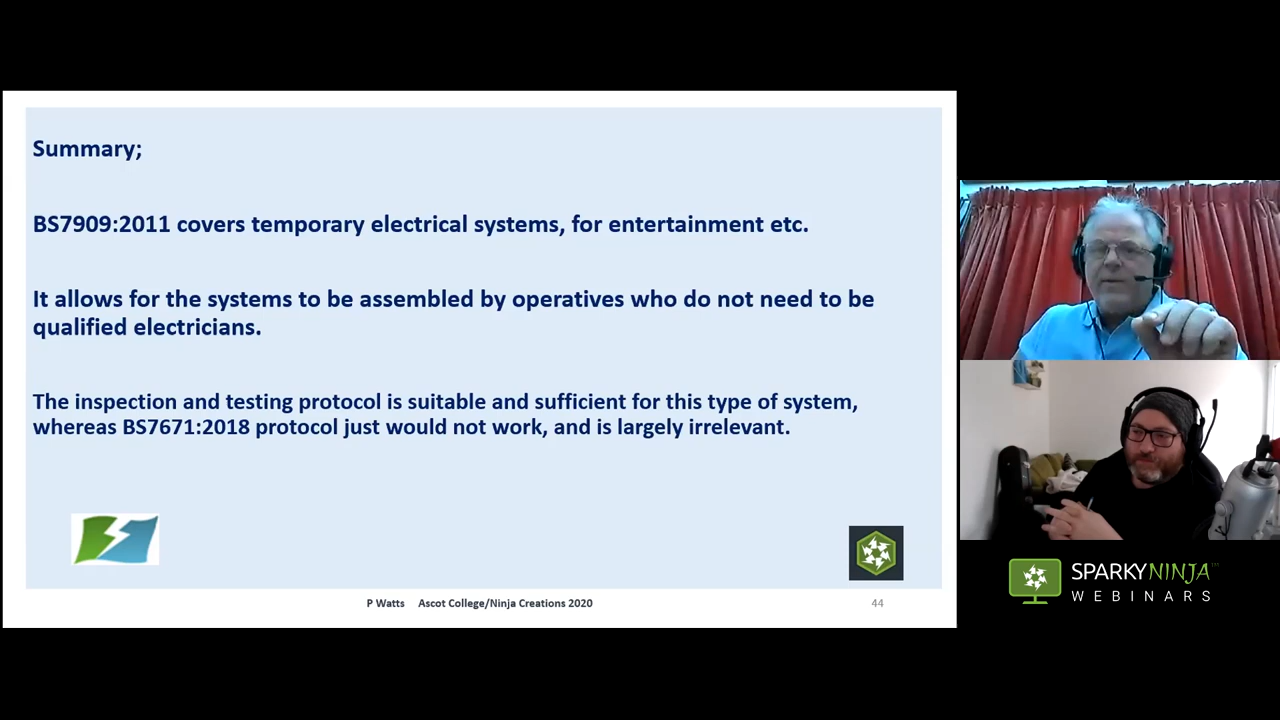 Summary;
BS7909:2011 covers temporary electrical systems, for entertainment etc.
It allows for the systems to be assembled by operatives who do not need to be
qualified electricians.
The inspection and testing protocol is suitable and sufficient for this type of system,
whereas BS7671:2018 protocol just would not work, and is largely irrelevant.
P Watts Ascot College/Ninja Creations 2020
44
SPARKYNINJA™
WEBINARS